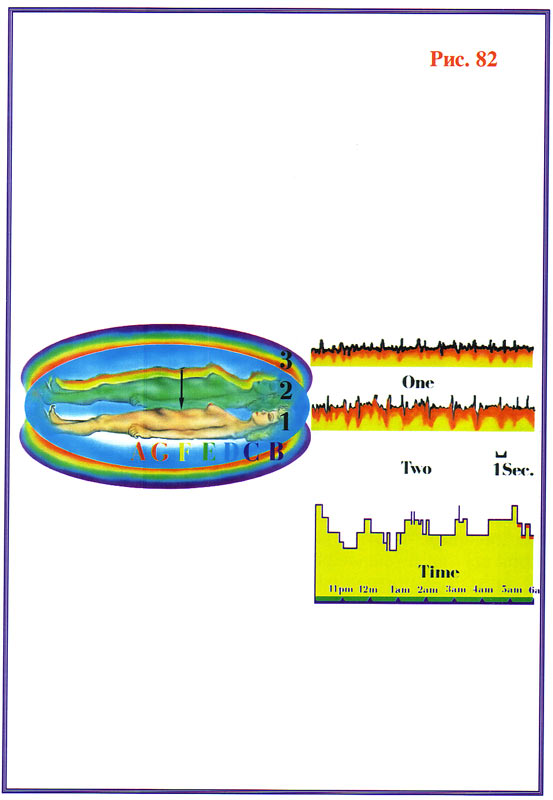 Рис. 82
3
2
1
A G F E D C B
One
Two
1Sec.
Time
11pm 12m 1am 2am 3am 4am 5am 6a